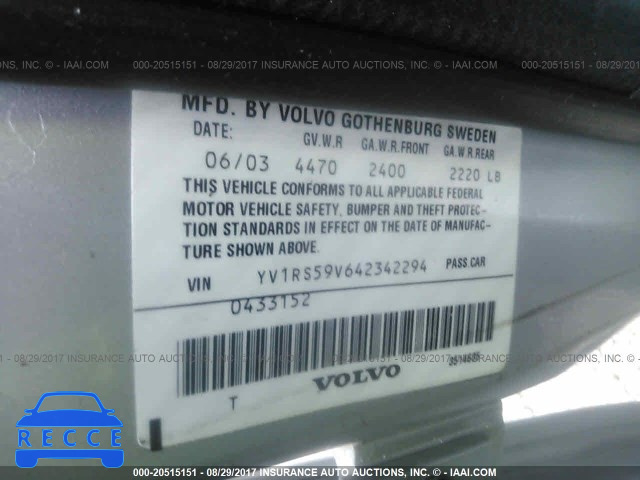 000-20515151 - 08/29/2017 INSURANCE AUTO AUCTIONS, INC. - IAAI.COM
MFD. BY VOLVO GOTHENBURG SWEDEN
DATE: GV.W.R GA.W.R.FRONT GA.W.R.REAR
06/03 4470 2400 2220 LB
THIS VEHICLE CONFORMS TO ALL APPLICABLE FEDERAL
MOTOR VEHICLE SAFETY, BUMPER AND THEFT PROTEC-
TION STANDARDS IN EFFECT ON THE DATE OF MANUFAC-
TURE SHOWN ABOVE.
VIN YV1RS59V642342294 PASS.CAR
0433152
T VOLVO
RECCE
000-20515151 - 08/29/2017 INSURANCE AUTO AUCTIONS, INC. - IAAI.COM